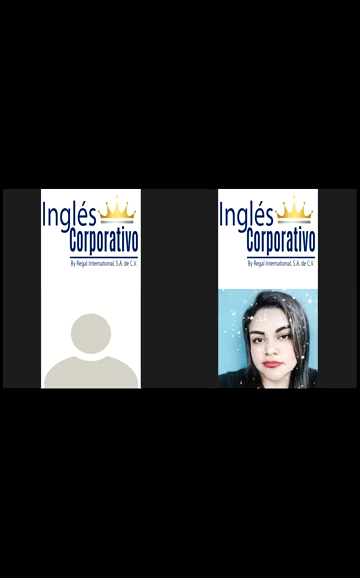 Inglés
Corporativo
By Regal International, S.A. de C.V.
Inglés
Corporativo
By Regal International, S.A. de C.V.